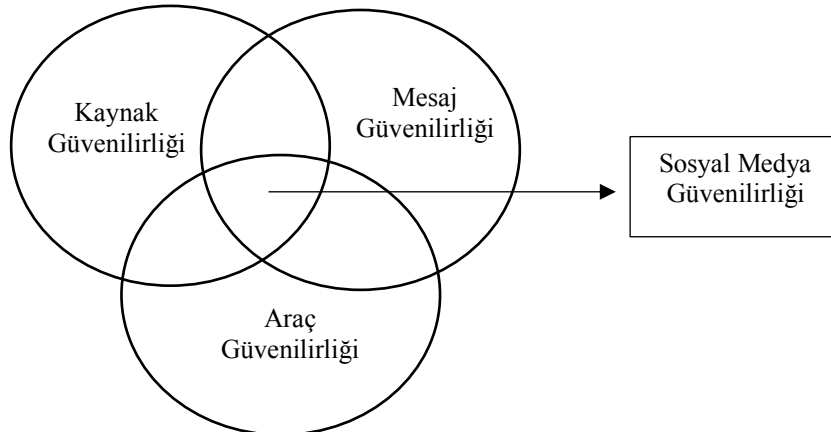 Kaynak
Güvenilirliği
Mesaj
Güvenilirliği
Sosyal Medya
Güvenilirliği
Araç
Güvenilirliği